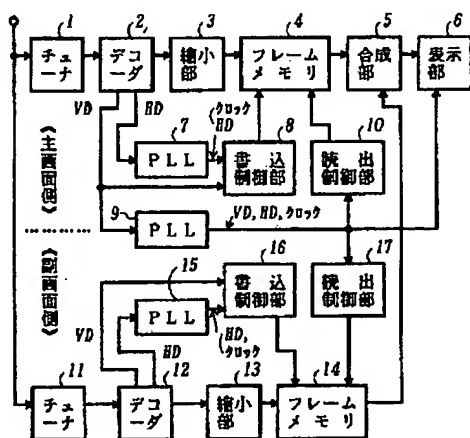 1
チューナ
2
デコーダ
3
縮小部
4
フレームメモリ
5
合成部
6
表示部
VD
HD
7
PLL
クロック
HD
8
書込制御部
10
読出制御部
《主画面側》
9
PLL
VD, HD, クロック
《副画面側》
15
PLL
16
書込制御部
17
読出制御部
HD,
クロック
VD
HD
11
チューナ
12
デコーダ
13
縮小部
14
フレームメモリ